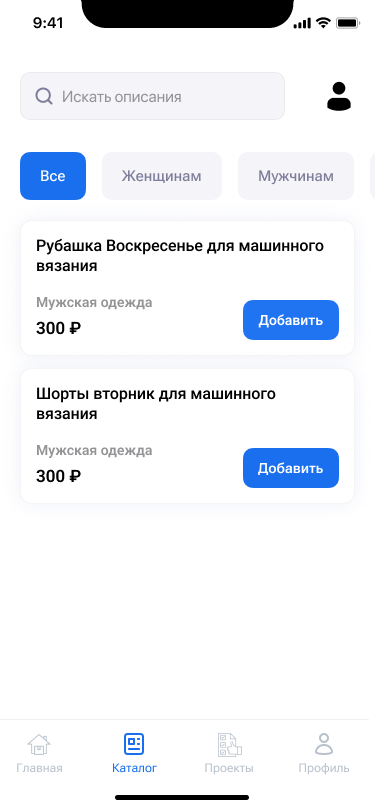 9:41
Искать описания
Все
Женщинам
Мужчинам
Рубашка Воскресенье для машинного
вязания
Мужская одежда
300 ₽
Добавить
Шорты вторник для машинного
вязания
Мужская одежда
300 ₽
Добавить
Главная
Каталог
Проекты
Профиль